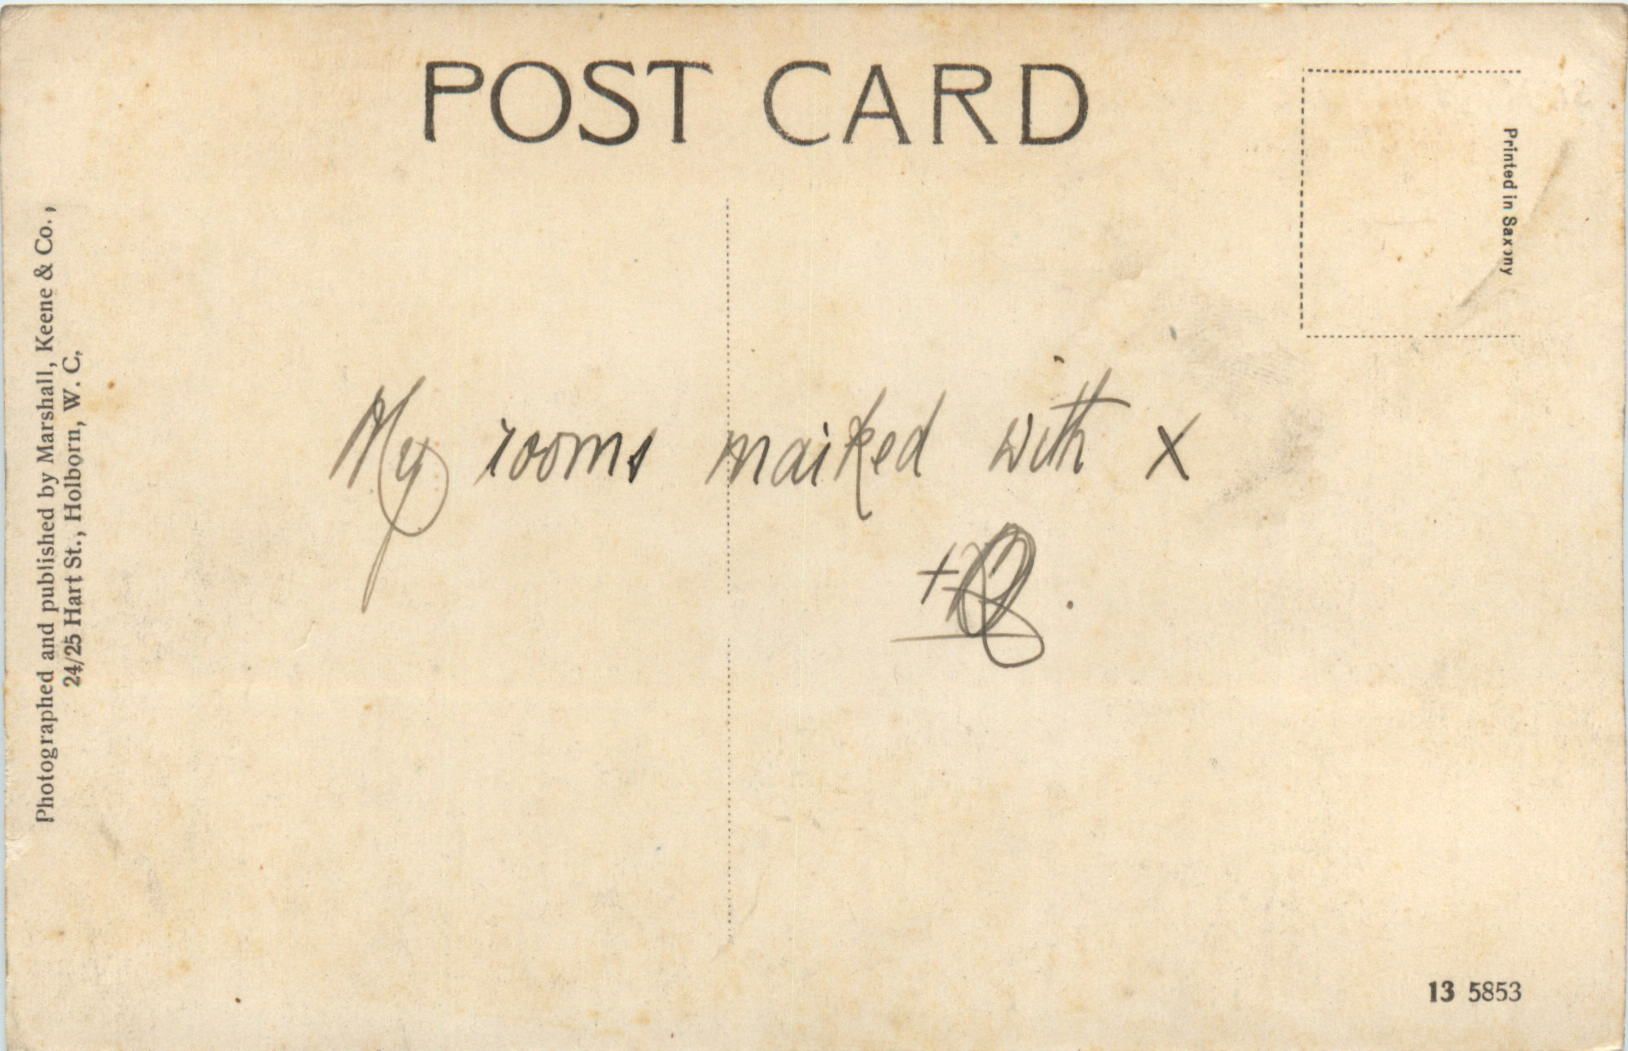 POST CARD
Printed in Saxony
Photographed and published by Marshall, Keene & Co.,
24/25 Hart St., Holborn, W. C.
My rooms marked with x
13 5853